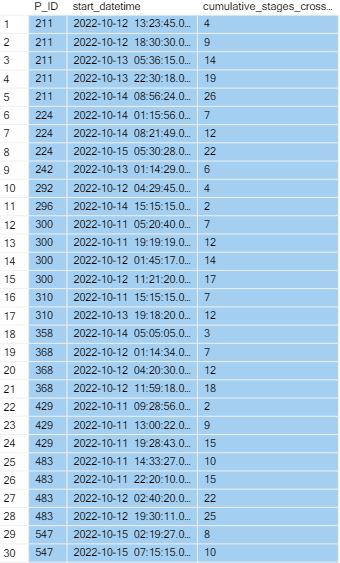 P_ID start_datetime cumulative_stages_cross...
1 211 2022-10-12 13:23:45.0... 4
2 211 2022-10-12 18:30:30.0... 9
3 211 2022-10-13 05:36:15.0... 14
4 211 2022-10-13 22:30:18.0... 19
5 211 2022-10-14 08:56:24.0... 26
6 224 2022-10-14 01:15:56.0... 7
7 224 2022-10-14 08:21:49.0... 12
8 224 2022-10-15 05:30:28.0... 22
9 242 2022-10-13 01:14:29.0... 6
10 292 2022-10-12 04:29:45.0... 4
11 296 2022-10-14 15:15:15.0... 2
12 300 2022-10-11 05:20:40.0... 7
13 300 2022-10-11 19:19:19.0... 12
14 300 2022-10-12 01:45:17.0... 14
15 300 2022-10-12 11:21:20.0... 17
16 310 2022-10-11 15:15:15.0... 7
17 310 2022-10-13 19:18:20.0... 12
18 358 2022-10-14 05:05:05.0... 3
19 368 2022-10-12 01:14:34.0... 7
20 368 2022-10-12 04:20:30.0... 12
21 368 2022-10-12 11:59:18.0... 18
22 429 2022-10-11 09:28:56.0... 2
23 429 2022-10-11 13:00:22.0... 9
24 429 2022-10-11 19:28:43.0... 15
25 483 2022-10-11 14:33:27.0... 10
26 483 2022-10-11 22:20:10.0... 15
27 483 2022-10-12 02:40:20.0... 22
28 483 2022-10-12 19:30:11.0... 25
29 547 2022-10-15 02:19:27.0... 8
30 547 2022-10-15 07:15:15.0... 10